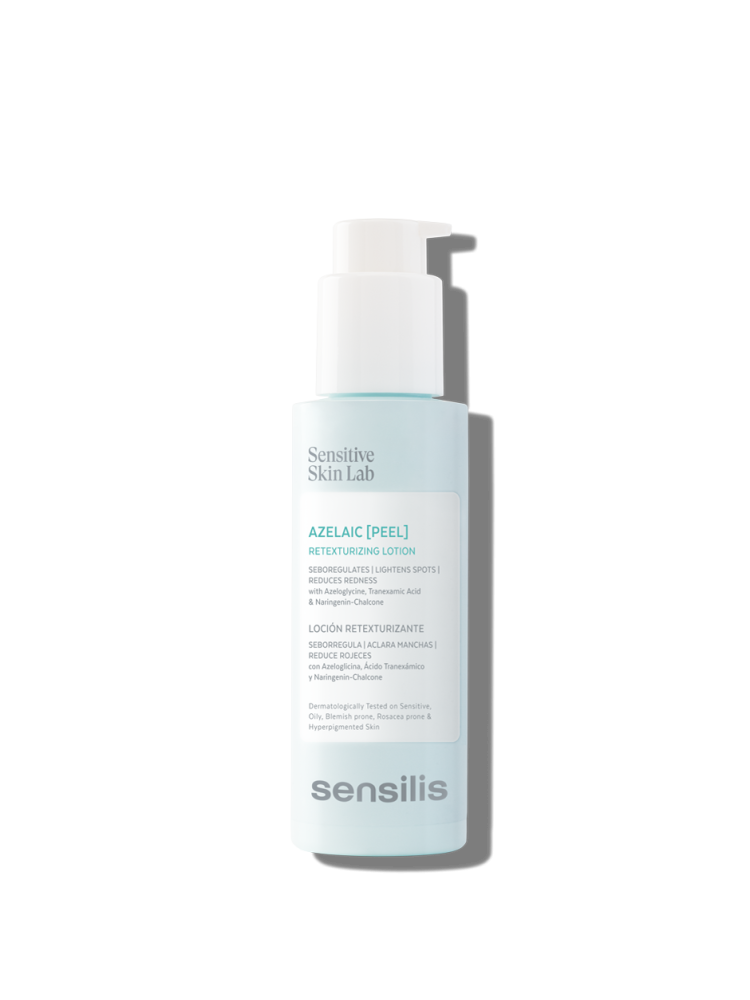 Sensitive
Skin Lab
AZELAIC [PEEL]
RETEXTURIZING LOTION
SEBOREGULATES | LIGHTENS SPOTS |
REDUCES REDNESS
with Azeloglycine, Tranexamic Acid
& Naringenin-Chalcone
LOCIÓN RETEXTURIZANTE
SEBORREGULA | ACLARA MANCHAS |
REDUCE ROJECES
con Azeloglicina, Ácido Tranexámico
y Naringenin-Chalcone
Dermatologically Tested on Sensitive,
Oily, Blemish prone, Rosacea prone &
Hyperpigmented Skin
sensilis